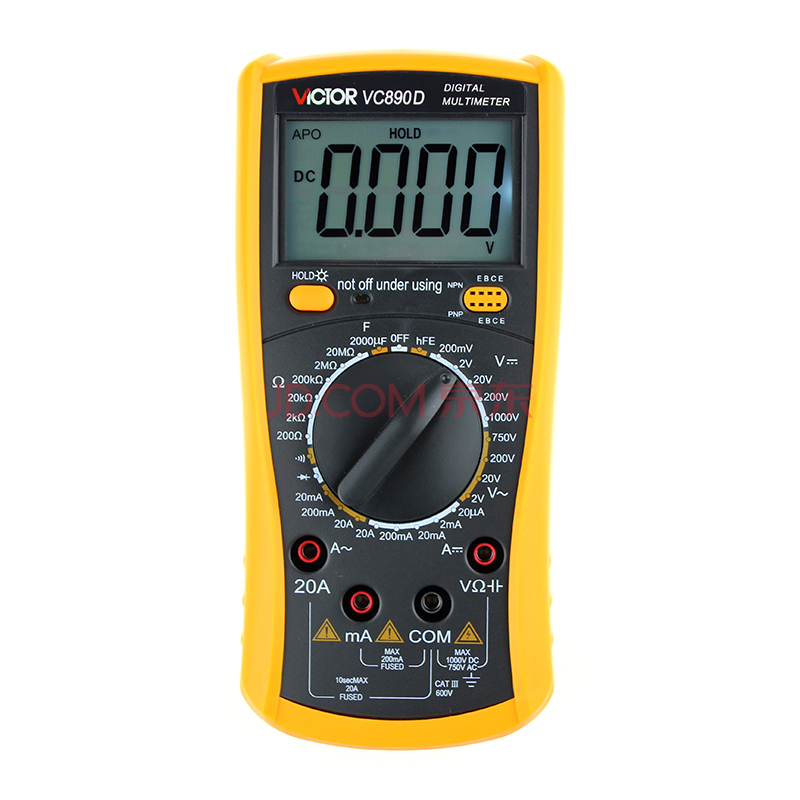 VICTOR VC890D DIGITAL MULTIMETER
APO HOLD
DC 0.000 V
HOLD not off under using NPN EBCE
PNP EBCE
F
2000μF OFF hFE 200mV
20MΩ 2V V⎓
2MΩ 20V
Ω 200kΩ 200V
20kΩ 1000V
2kΩ 750V
200Ω 200V
20V
20mA 2V V~
200mA 20μA
20A 2mA
20A 200mA 20mA
A~ A⎓
20A VΩ
mA COM
MAX 200mA FUSED
MAX 1000V DC 750V AC
10secMAX 20A FUSED
CAT III 600V
JD.COM 京东